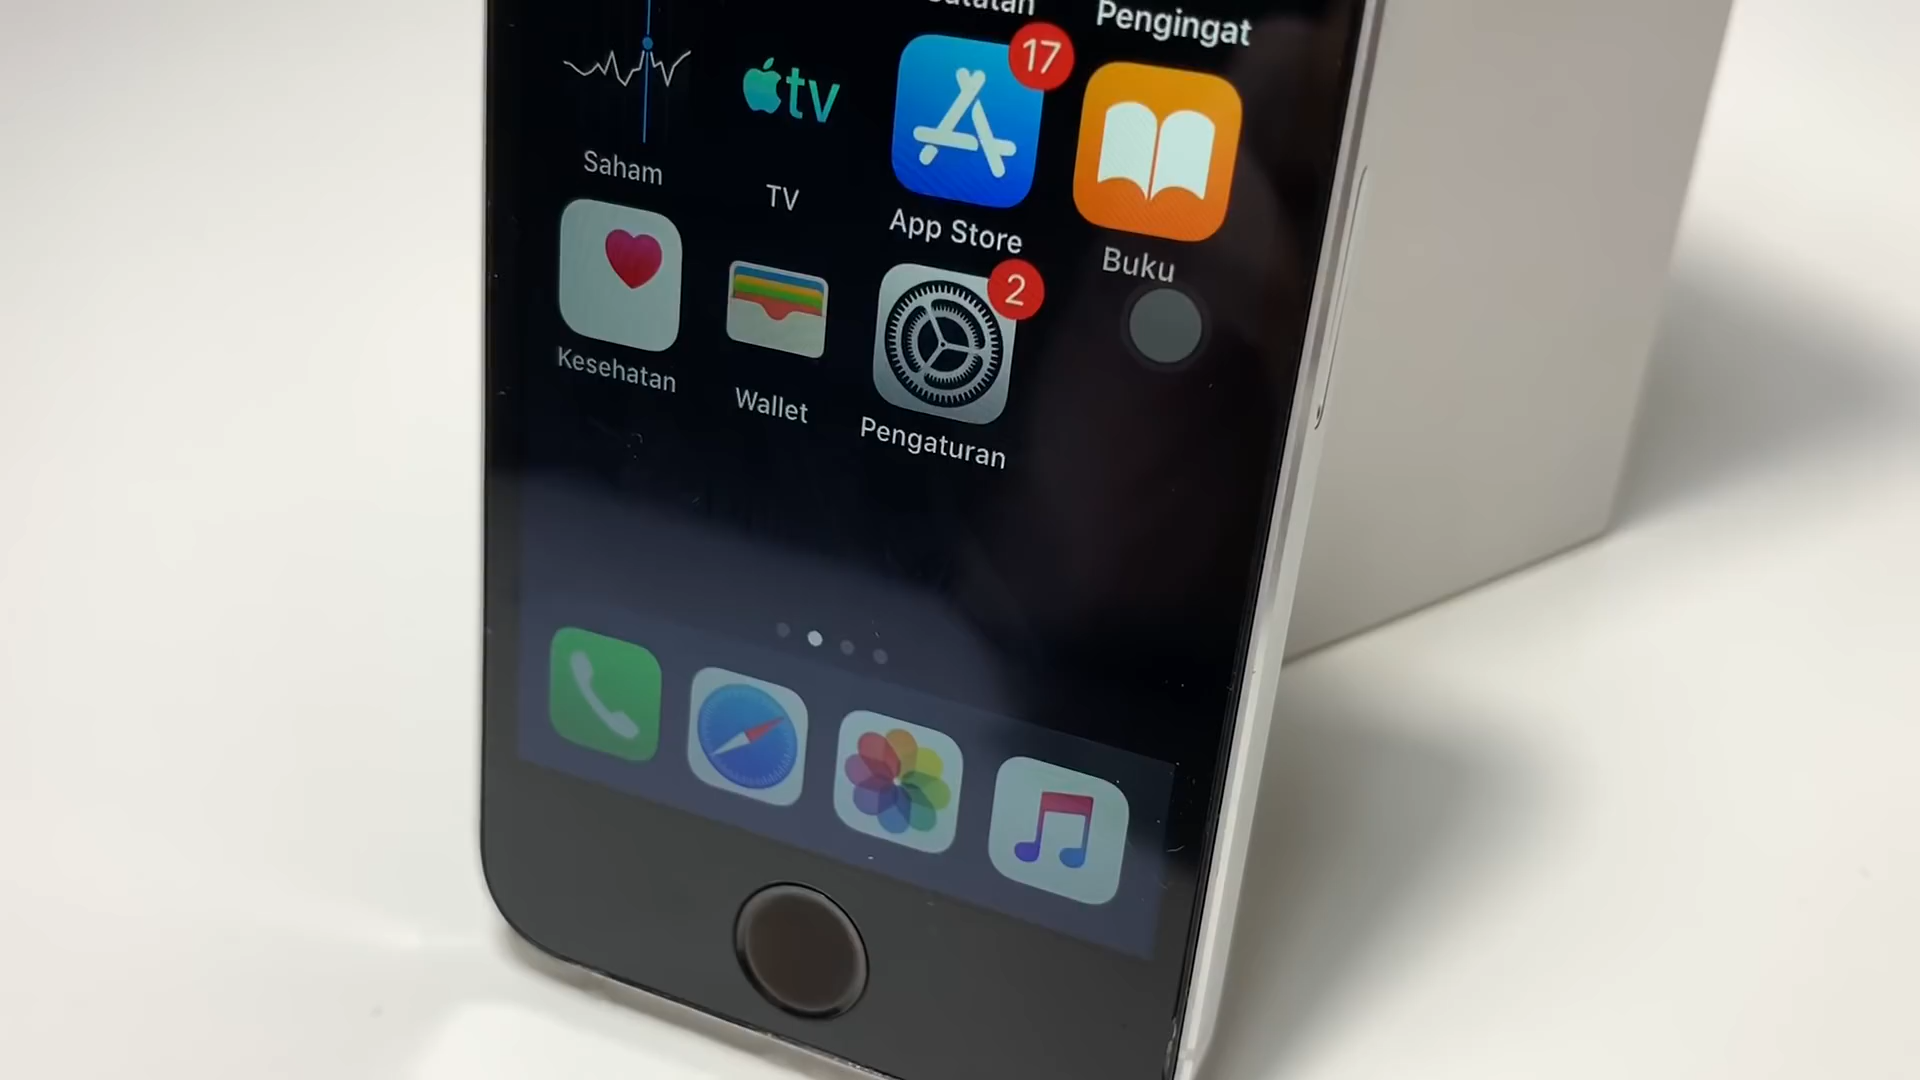 Pengingat
17
tv
Saham
TV
App Store
Buku
2
Kesehatan
Wallet
Pengaturan